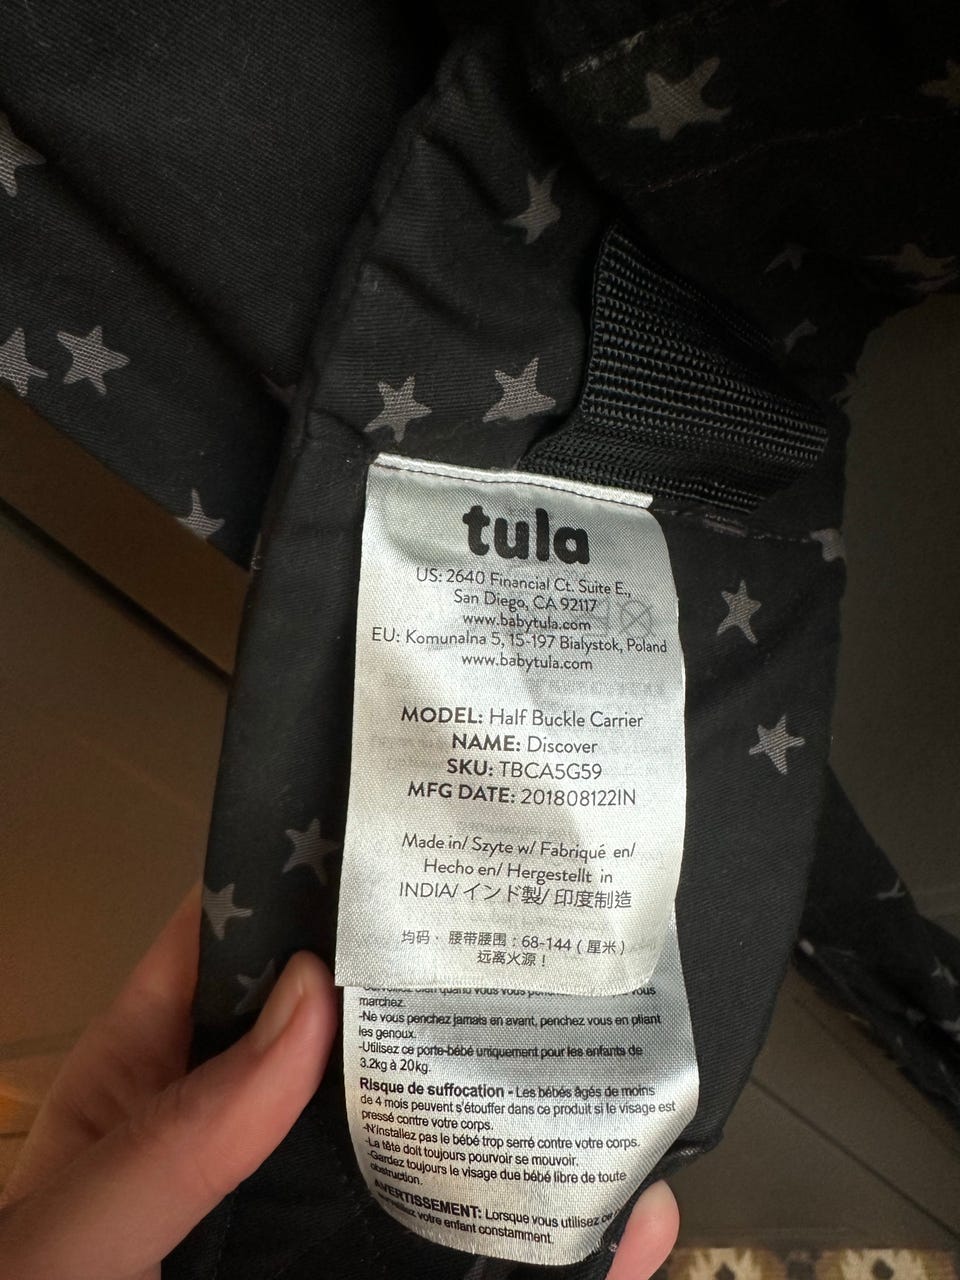 tula
US: 2640 Financial Ct. Suite E.,
San Diego, CA 92117
www.babytula.com
EU: Komunalna 5, 15-197 Bialystok, Poland
www.babytula.com
MODEL: Half Buckle Carrier
NAME: Discover
SKU: TBCA5G59
MFG DATE: 201808122IN
Made in/ Szyte w/ Fabriqué en/
Hecho en/ Hergestellt in
INDIA/ インド製/ 印度制造
均码 · 腰带腰围：68-144（厘米）
远离火源！
quand vous vous vous
marchez.
-Ne vous penchez jamais en avant, penchez vous en pliant
les genoux.
-Utilisez ce porte-bébé uniquement pour les enfants de
3.2kg à 20kg.
Risque de suffocation - Les bébés âgés de moins
de 4 mois peuvent s'étouffer dans ce produit si le visage est
pressé contre votre corps.
-N'installez pas le bébé trop serré contre votre corps.
-La tête doit toujours pourvoir se mouvoir.
-Gardez toujours le visage due bébé libre de toute
obstruction.
AVERTISSEMENT: Lorsque vous utilisez
votre enfant constamment.